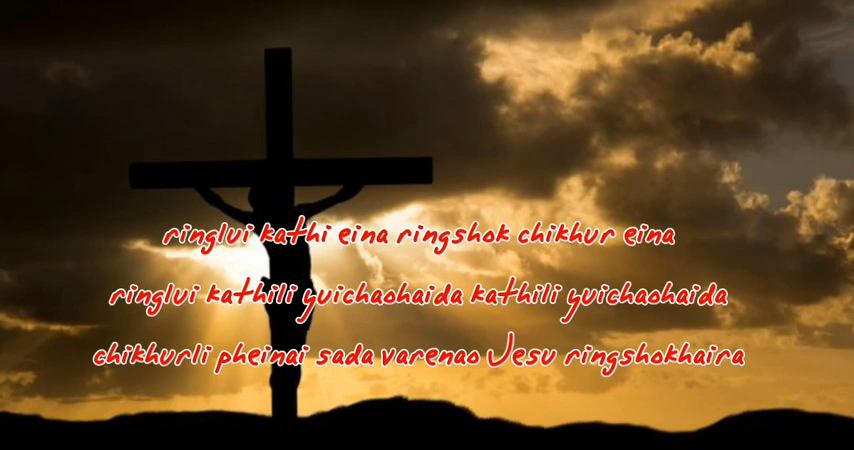 ringlui kathi eina ringshok chikhur eina
ringlui kathili yuichaohaida kathili yuichaohaida
chikhurli pheinai sada varenao Jesu ringshokhaira